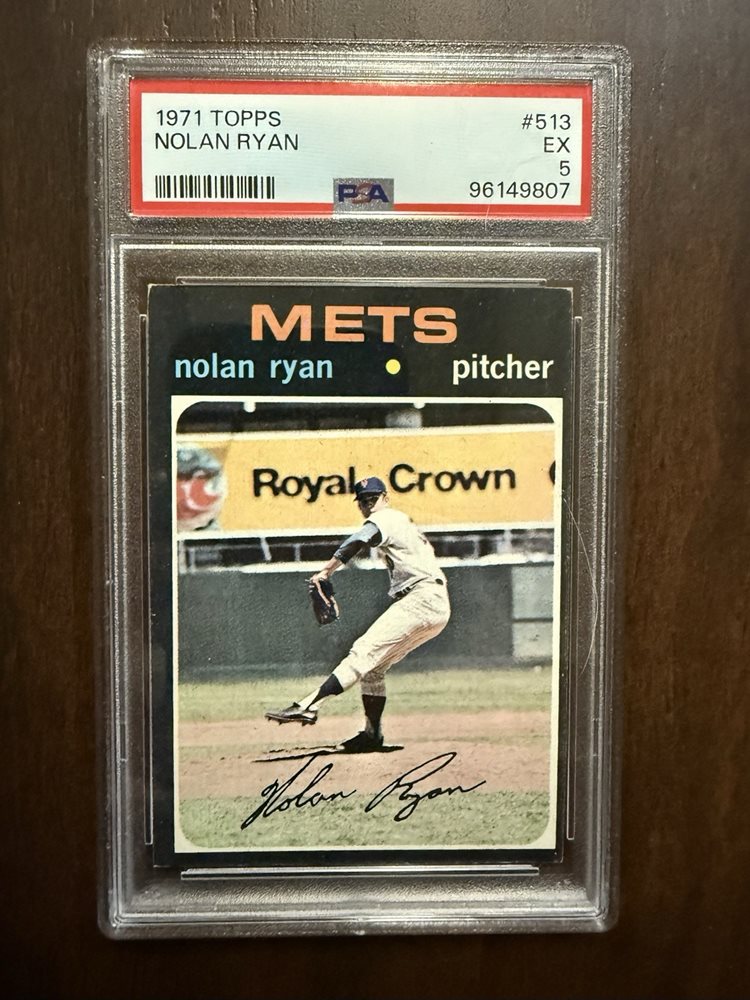 1971 TOPPS #513
NOLAN RYAN EX
5
PSA 96149807
METS
nolan ryan pitcher
Royal Crown
Nolan Ryan